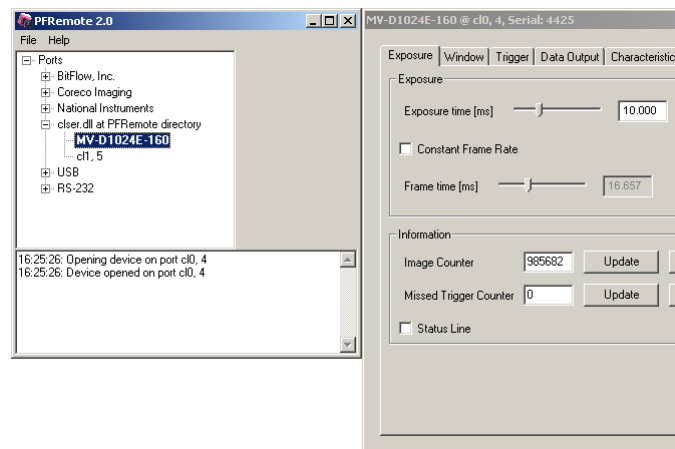 PFRemote 2.0
File Help
Ports
BitFlow, Inc.
Coreco Imaging
National Instruments
clser.dll at PFRemote directory
MV-D1024E-160
cl1, 5
USB
RS-232
16:25:26: Opening device on port cl0, 4
16:25:26: Device opened on port cl0, 4
MV-D1024E-160 @ cl0, 4, Serial: 4425
Exposure Window Trigger Data Output Characteristic
Exposure
Exposure time [ms] 10.000
Constant Frame Rate
Frame time [ms] 16.657
Information
Image Counter 985682 Update
Missed Trigger Counter 0 Update
Status Line